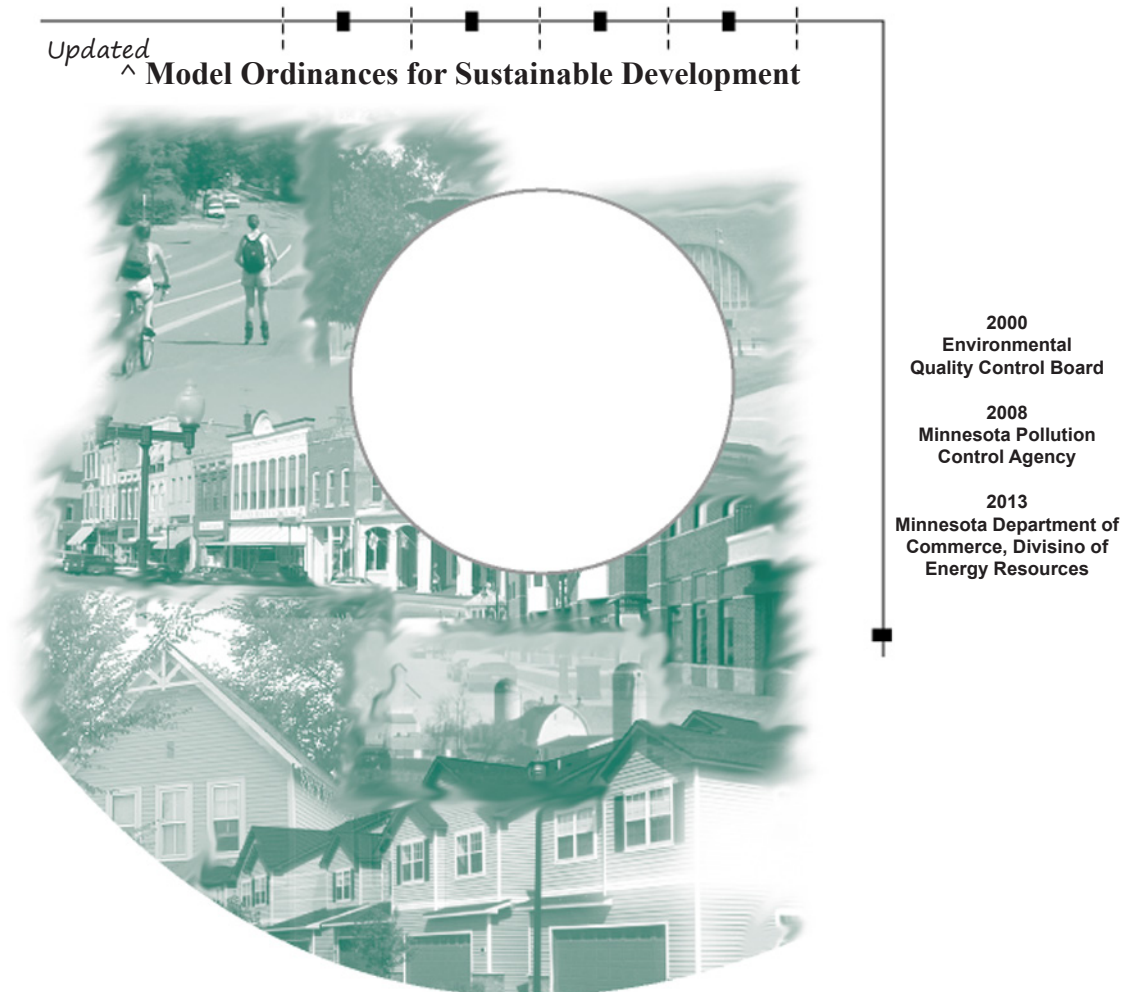 Updated
^ Model Ordinances for Sustainable Development
2000
Environmental
Quality Control Board
2008
Minnesota Pollution
Control Agency
2013
Minnesota Department of
Commerce, Divisino of
Energy Resources